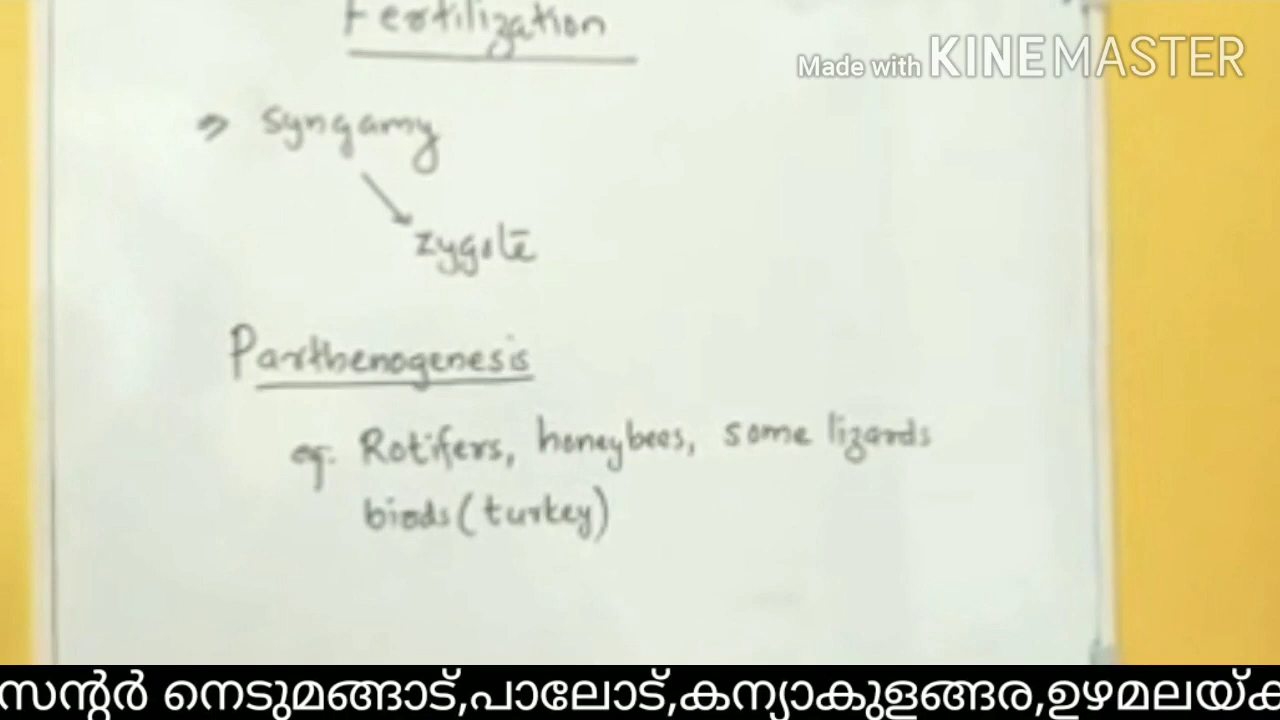 Fertilization
Made with KINEMASTER
⇒ Syngamy
zygote
Parthenogenesis
eg. Rotifers, honeybees, some lizards
birds (turkey)
സന്റർ നെടുമങ്ങാട്,പാലോട്,കന്യാകുളങ്ങര,ഉഴമലയ്ക